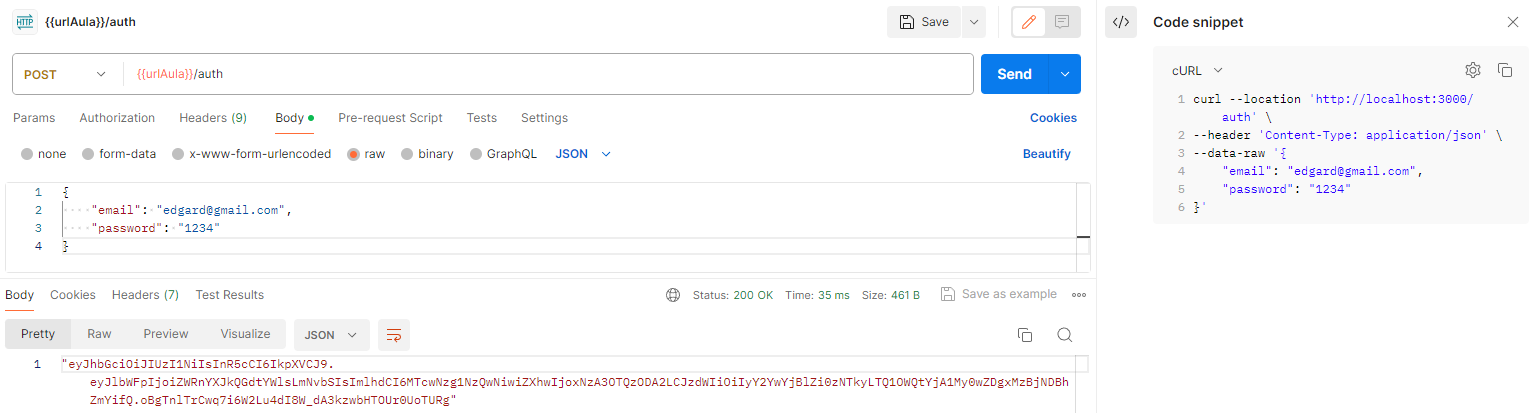 HTTP {{urlAula}}/auth
Save
POST {{urlAula}}/auth
Send
Params Authorization Headers (9) Body Pre-request Script Tests Settings Cookies
none form-data x-www-form-urlencoded raw binary GraphQL JSON Beautify
1 {
2 "email": "edgard@gmail.com",
3 "password": "1234"
4 }
Body Cookies Headers (7) Test Results Status: 200 OK Time: 35 ms Size: 461 B Save as example
Pretty Raw Preview Visualize JSON
1 "eyJhbGciOiJIUzI1NiIsInR5cCI6IkpXVCJ9.
eyJlbWFpIjoiZWRnYXJkQGdtYWlsLmNvbSIsImlhdCI6MTcwNzg1NzQwNiwiZXhwIjoxNzA3OTQzODA2LCJzdWIiOiIyY2YwYjBlZi0zNTkyLTQ1OWQtYjA1My0wZDgxMzBjNDBh
ZmYifQ.oBgTnlTrCwq7i6W2Lu4dI8W_dA3kzwbHTOUr0UoTURg"
Code snippet
cURL
1 curl --location 'http://localhost:3000/
auth' \
2 --header 'Content-Type: application/json' \
3 --data-raw '{
4 "email": "edgard@gmail.com",
5 "password": "1234"
6 }'